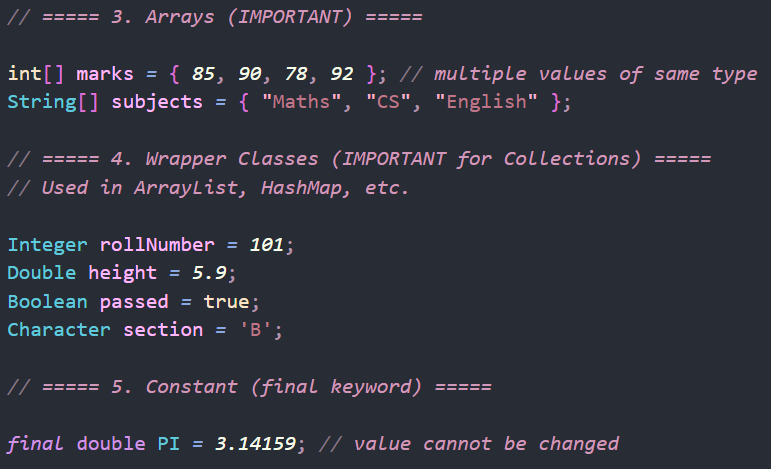 // ===== 3. Arrays (IMPORTANT) =====
int[] marks = { 85, 90, 78, 92 }; // multiple values of same type
String[] subjects = { "Maths", "CS", "English" };
// ===== 4. Wrapper Classes (IMPORTANT for Collections) =====
// Used in ArrayList, HashMap, etc.
Integer rollNumber = 101;
Double height = 5.9;
Boolean passed = true;
Character section = 'B';
// ===== 5. Constant (final keyword) =====
final double PI = 3.14159; // value cannot be changed